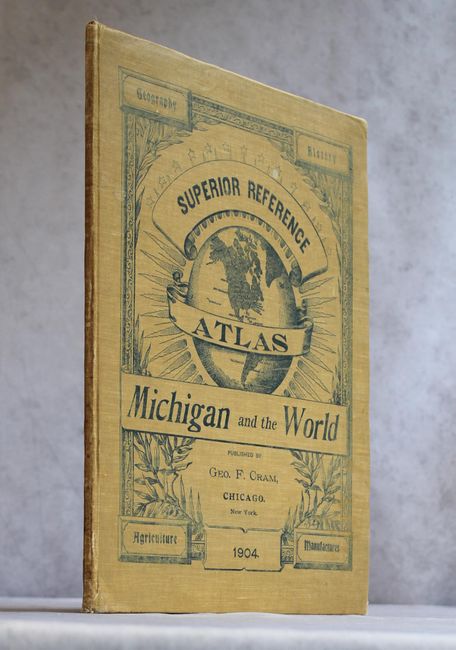 Geography
History
SUPERIOR REFERENCE
ATLAS
Michigan and the World
PUBLISHED BY
GEO. F. CRAM,
CHICAGO.
New York.
Agriculture
1904.
Manufactures